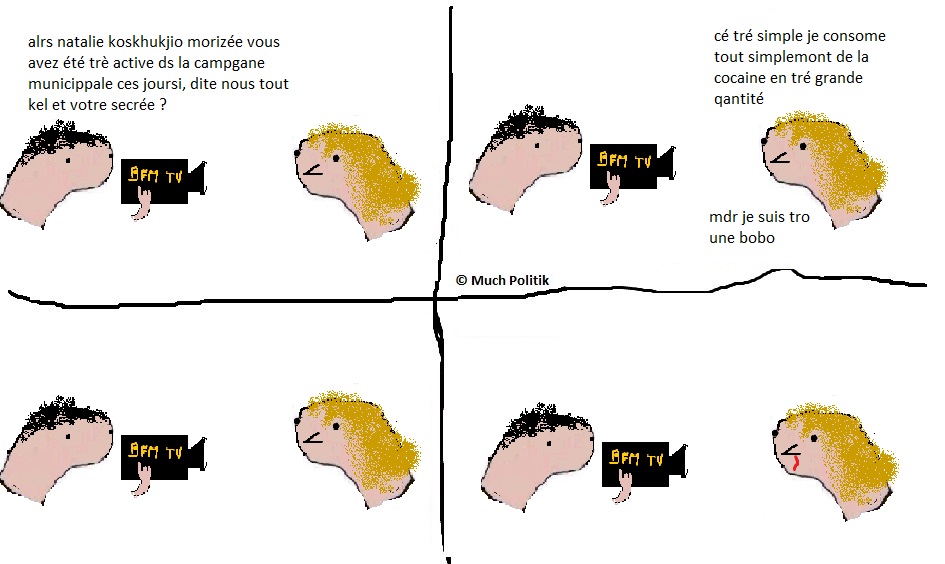 alrs natalie koskhukjio morizée vous
avez été trè active ds la campgane
municippale ces joursi, dite nous tout
kel et votre secrée ?
BFM TV
cé tré simple je consome
tout simplemont de la
cocaine en tré grande
qantité
BFM TV
mdr je suis tro
une bobo
© Much Politik
BFM TV
BFM TV